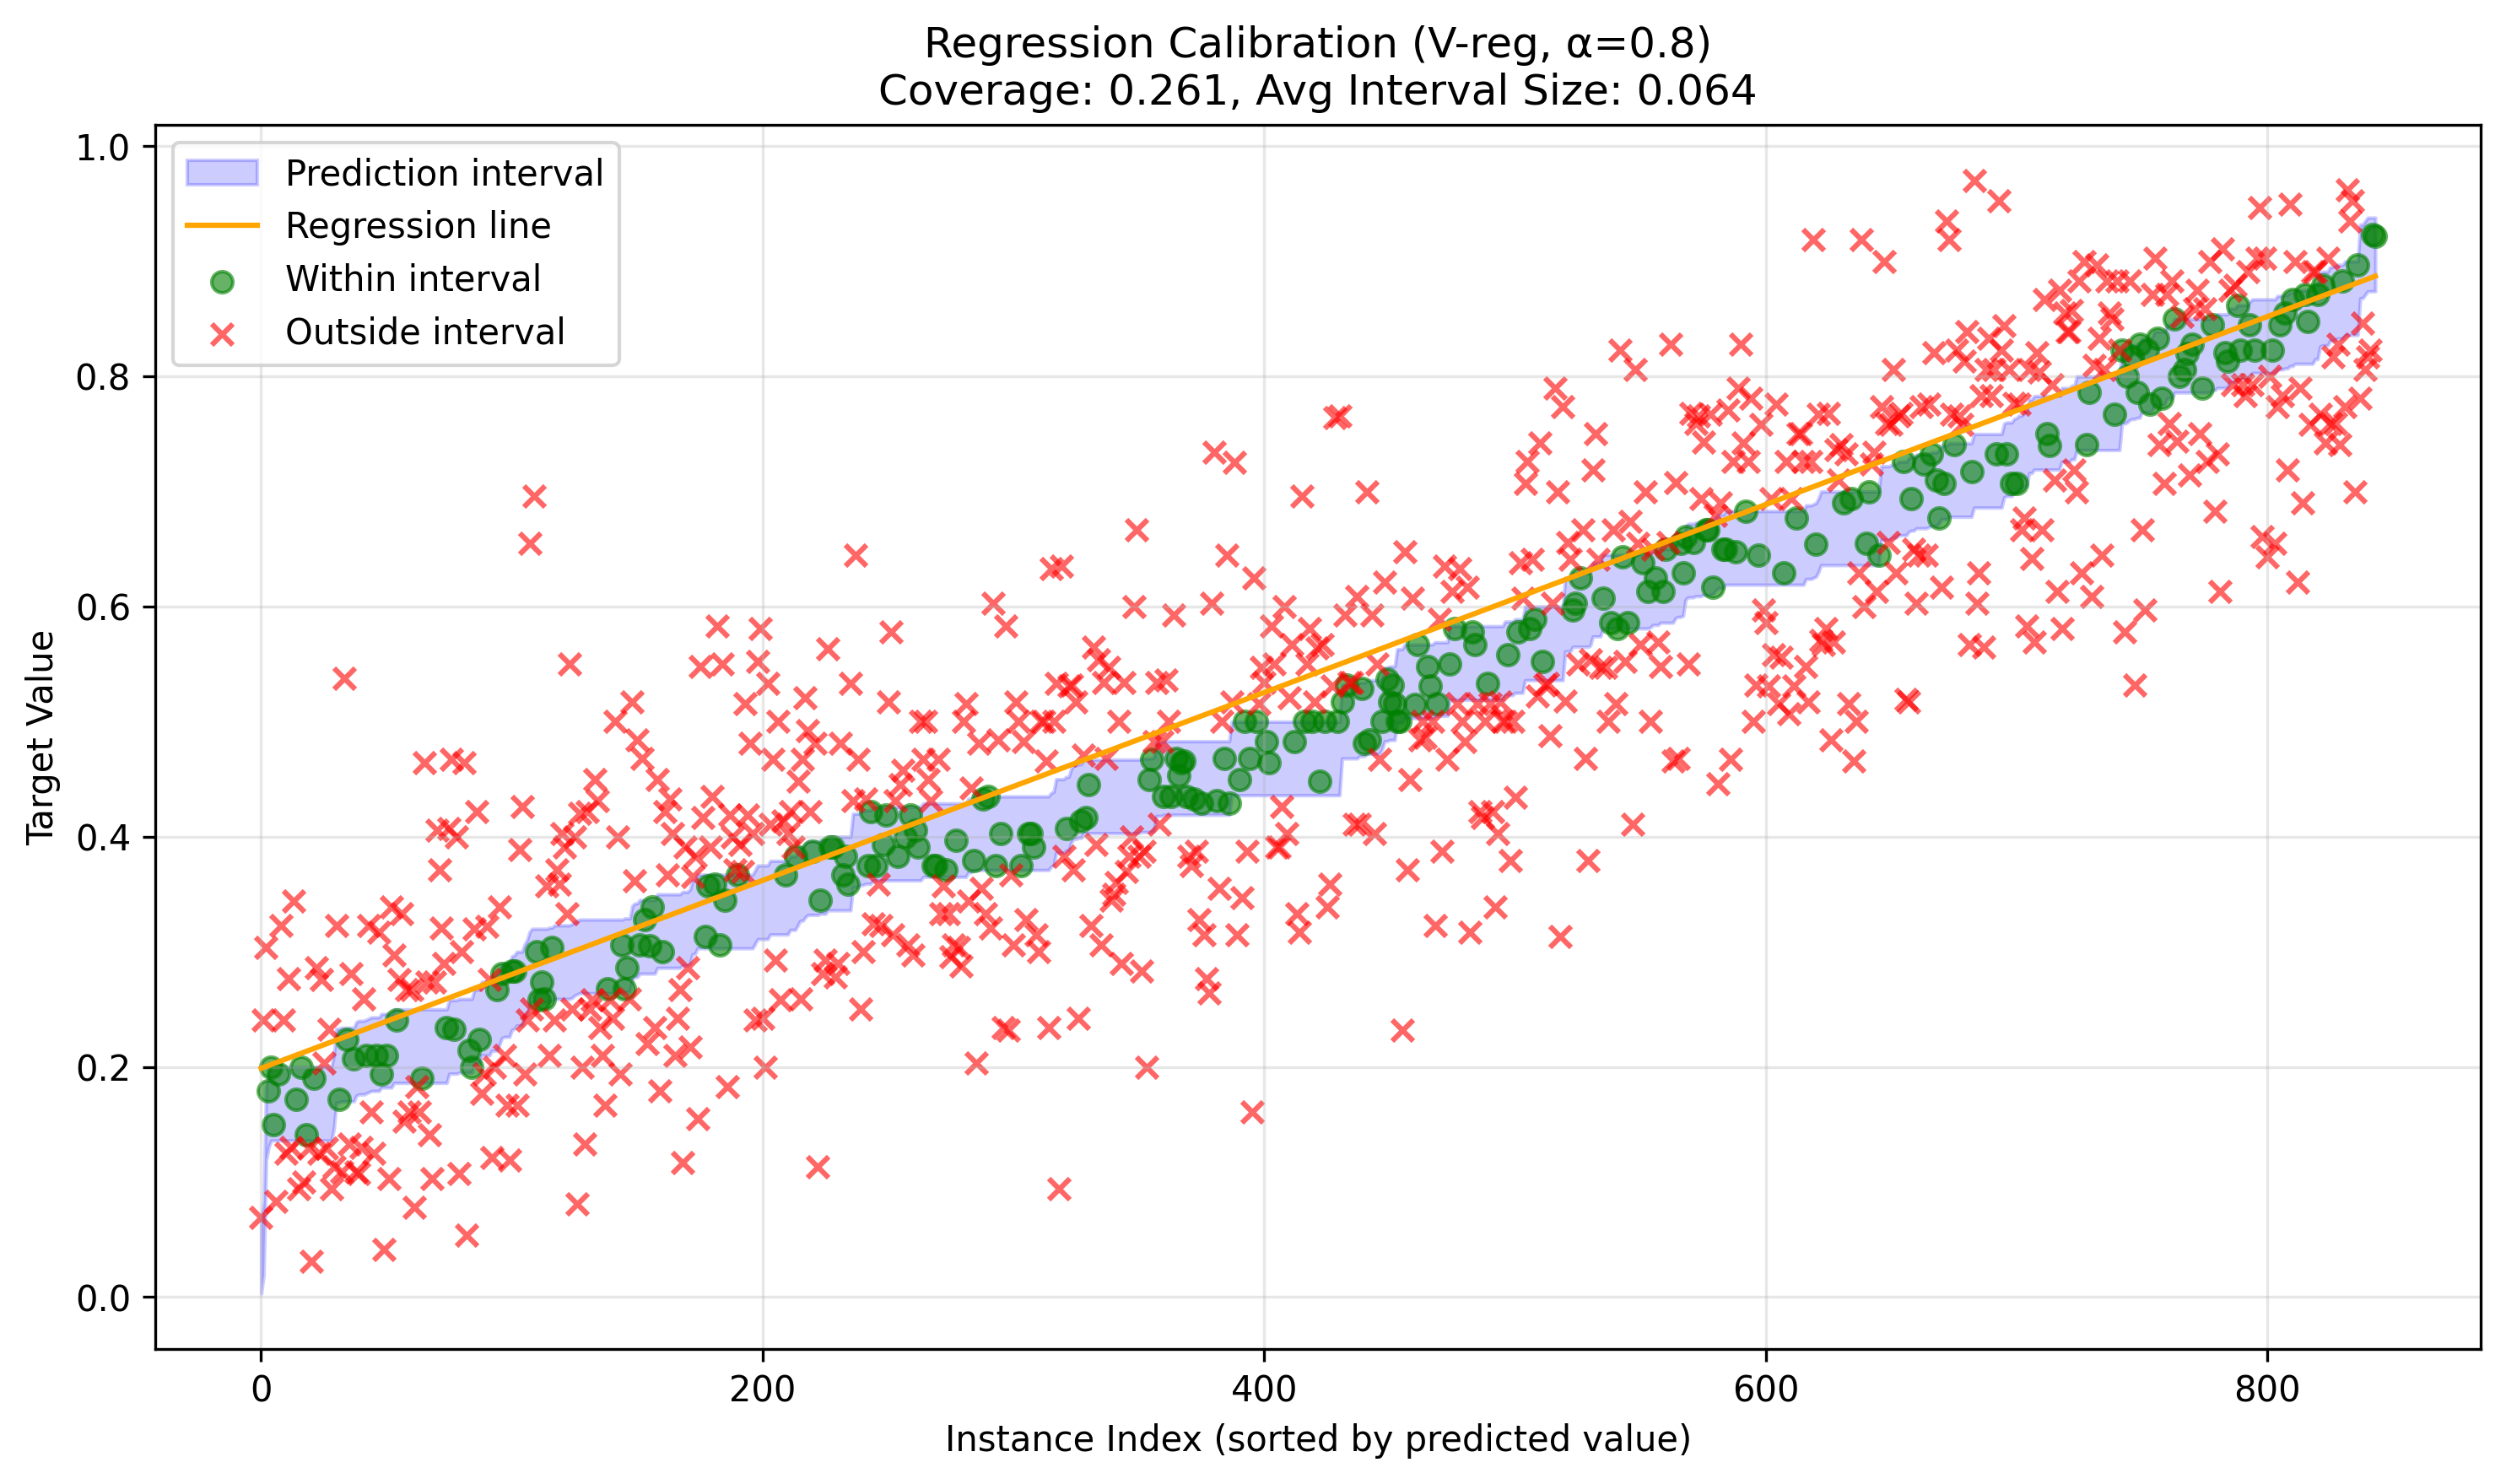 Regression Calibration (V-reg, α=0.8)
Coverage: 0.261, Avg Interval Size: 0.064
Prediction interval
Regression line
Within interval
Outside interval
Target Value
1.0
0.8
0.6
0.4
0.2
0.0
0 200 400 600 800
Instance Index (sorted by predicted value)